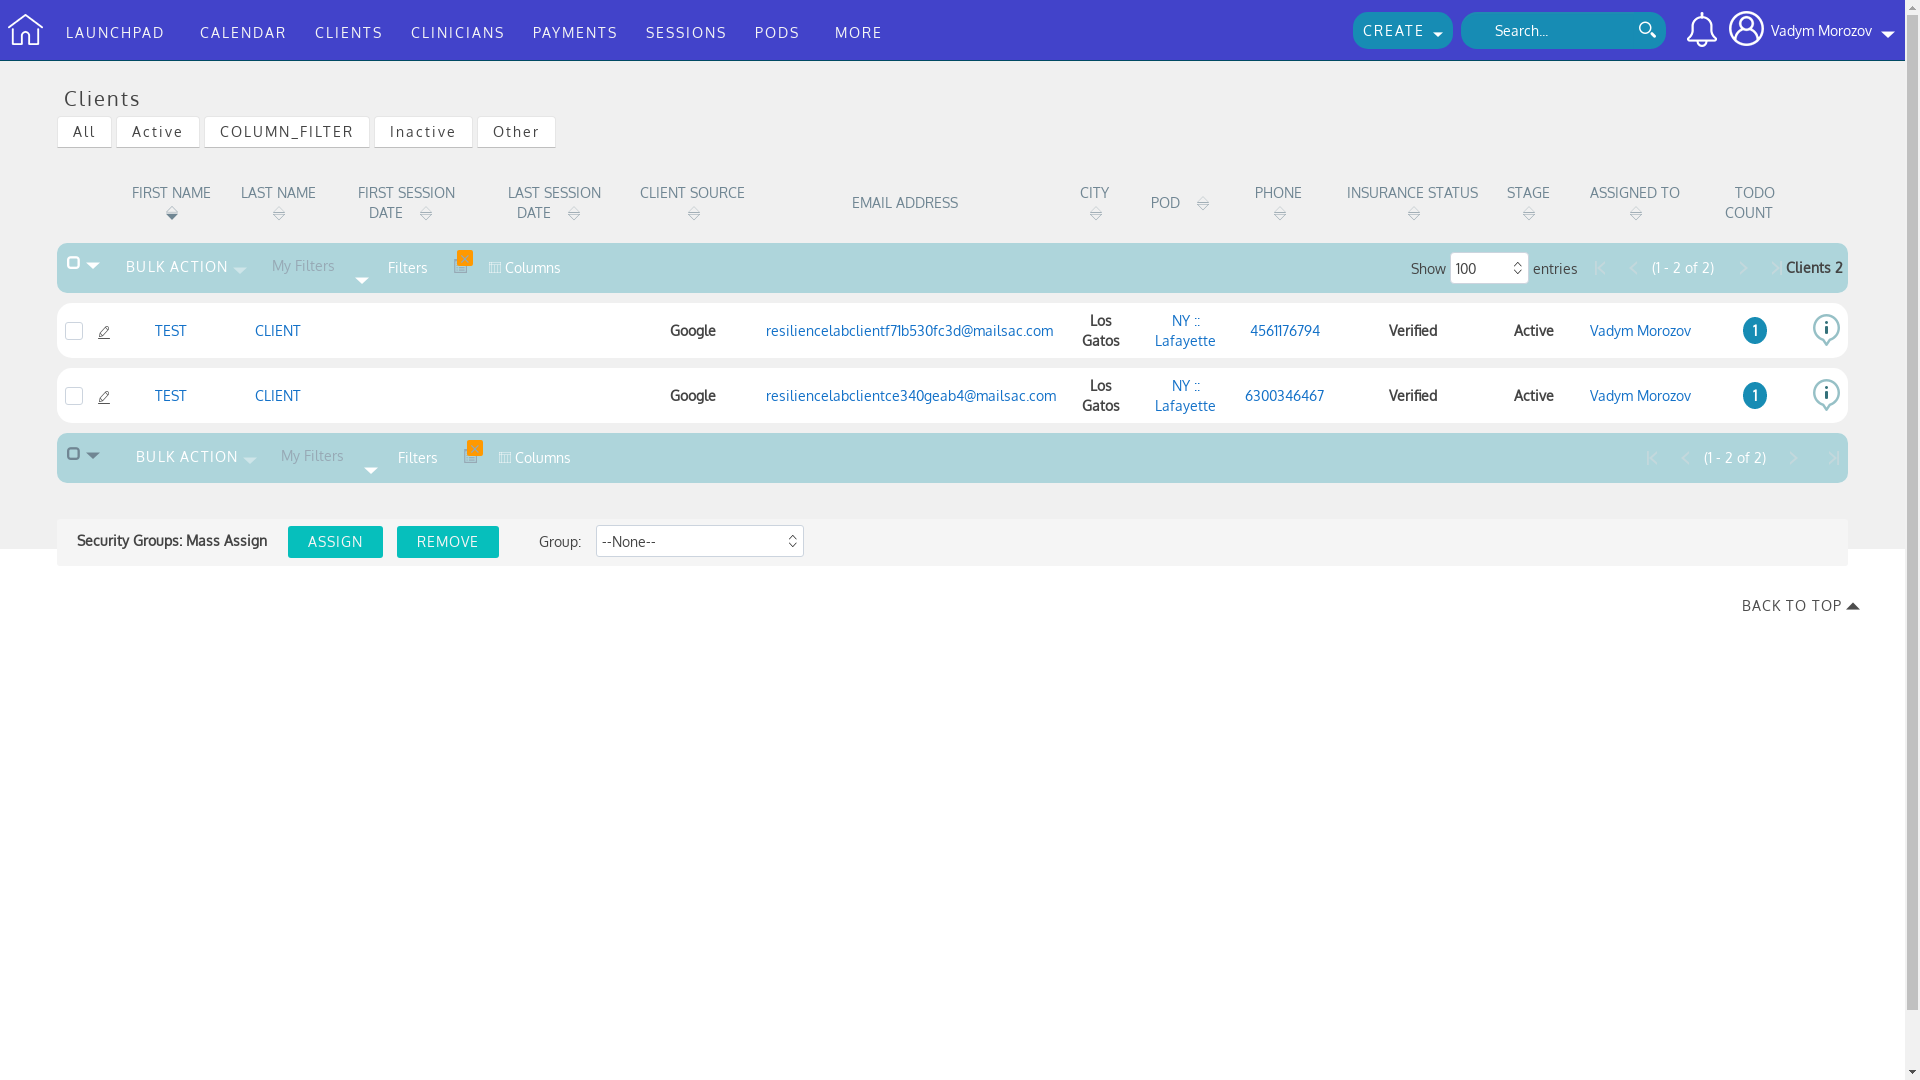 LAUNCHPAD CALENDAR CLIENTS CLINICIANS PAYMENTS SESSIONS PODS MORE CREATE Search... Vadym Morozov
Clients
All Active COLUMN_FILTER Inactive Other
FIRST NAME LAST NAME FIRST SESSION DATE LAST SESSION DATE CLIENT SOURCE EMAIL ADDRESS CITY POD PHONE INSURANCE STATUS STAGE ASSIGNED TO TODO COUNT
BULK ACTION My Filters Filters Columns Show 100 entries (1 - 2 of 2) Clients 2
TEST CLIENT Google resiliencelabclientf71b530fc3d@mailsac.com Los Gatos NY :: Lafayette 4561176794 Verified Active Vadym Morozov 1
TEST CLIENT Google resiliencelabclientce340geab4@mailsac.com Los Gatos NY :: Lafayette 6300346467 Verified Active Vadym Morozov 1
BULK ACTION My Filters Filters Columns (1 - 2 of 2)
Security Groups: Mass Assign ASSIGN REMOVE Group: --None--
BACK TO TOP